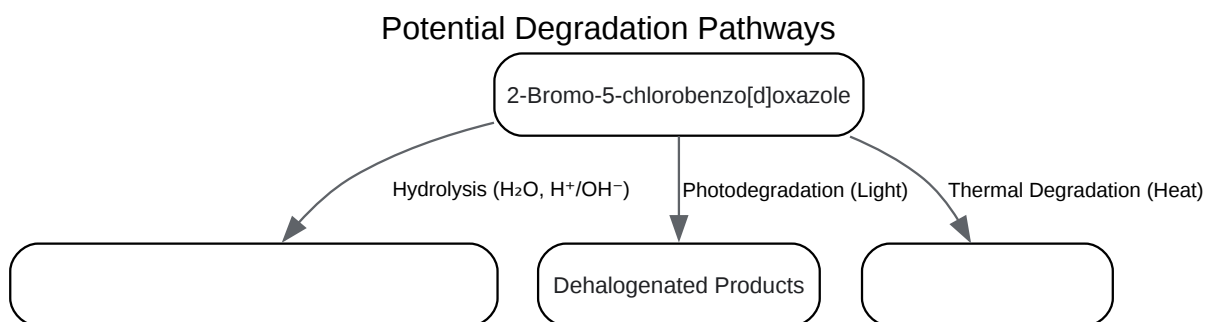 Potential Degradation Pathways
2-Bromo-5-chlorobenzo[d]oxazole
Hydrolysis (H₂O, H⁺/OH⁻)
Photodegradation (Light)
Thermal Degradation (Heat)
Dehalogenated Products